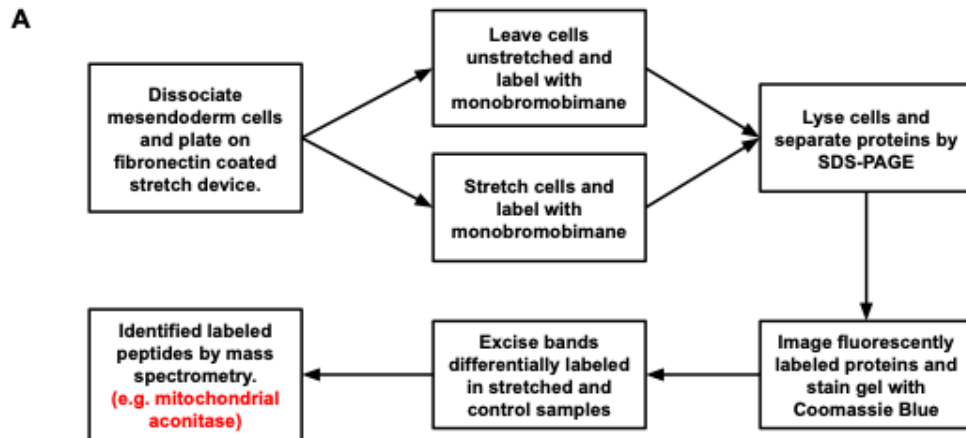 A
Dissociate
mesendoderm cells
and plate on
fibronectin coated
stretch device.
Leave cells
unstretched and
label with
monobromobimane
Stretch cells and
label with
monobromobimane
Lyse cells and
separate proteins by
SDS-PAGE
Image fluorescently
labeled proteins and
stain gel with
Coomassie Blue
Excise bands
differentially labeled
in stretched and
control samples
Identified labeled
peptides by mass
spectrometry.
(e.g. mitochondrial
aconitase)